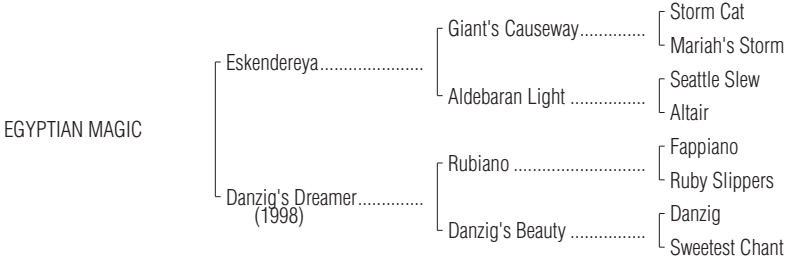 EGYPTIAN MAGIC
Eskendereya......................
Danzig's Dreamer..............
(1998)
Giant's Causeway..............
Aldebaran Light ................
Rubiano ............................
Danzig's Beauty ................
Storm Cat
Mariah's Storm
Seattle Slew
Altair
Fappiano
Ruby Slippers
Danzig
Sweetest Chant